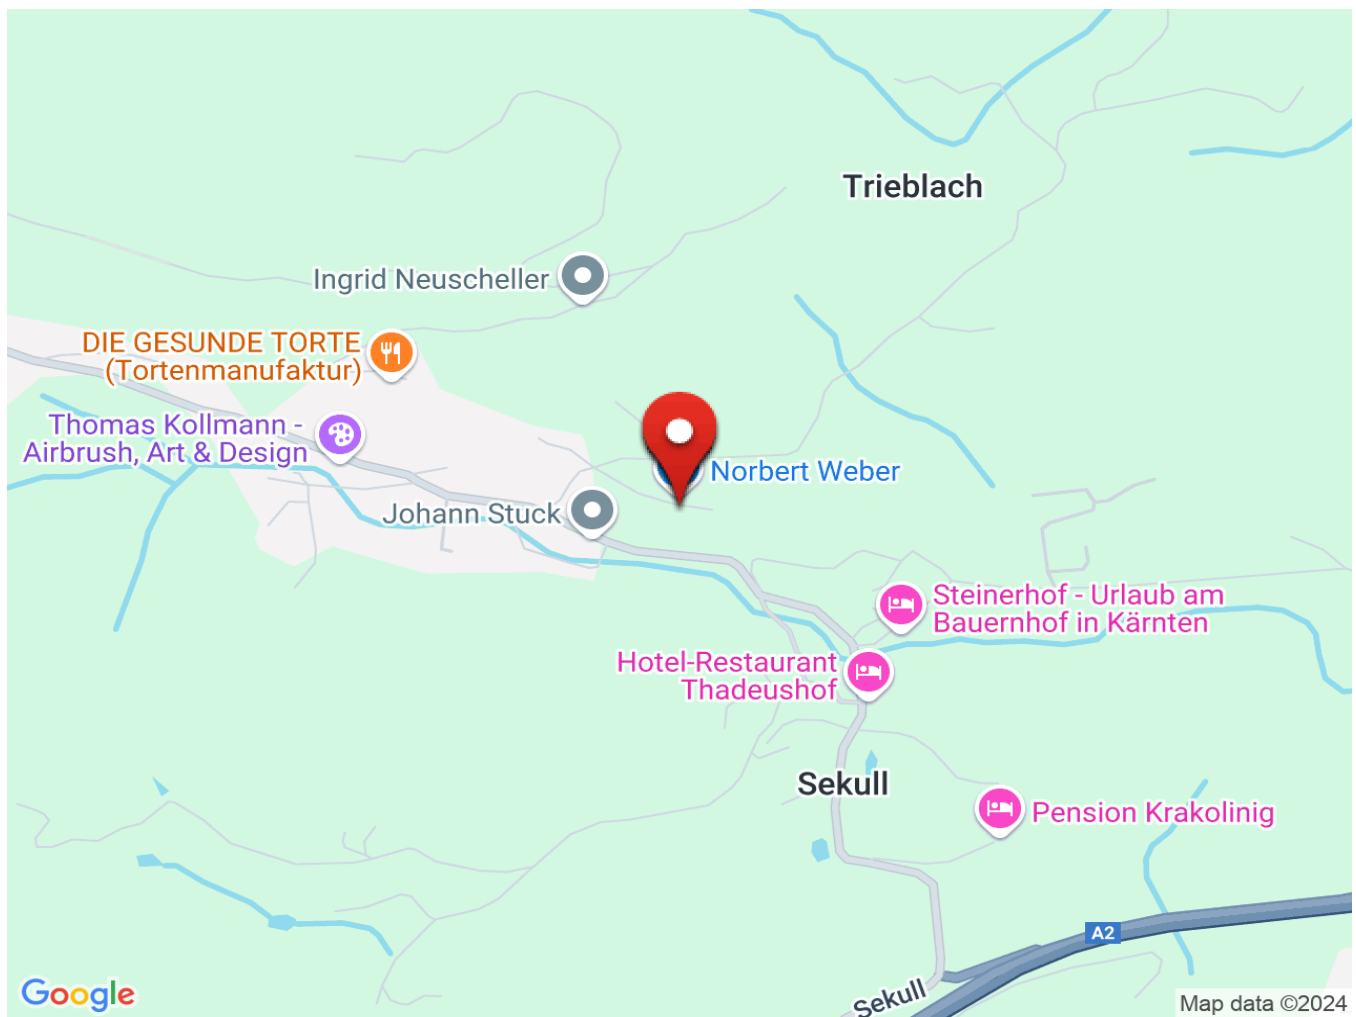 Trieblach
Ingrid Neuscheller
DIE GESUNDE TORTE
(Tortenmanufaktur)
Thomas Kollmann -
Airbrush, Art & Design
Norbert Weber
Johann Stuck
Steinerhof - Urlaub am
Bauernhof in Kärnten
Hotel-Restaurant
Thadeushof
Sekull
Pension Krakolinig
A2
Sekull
Google
Map data ©2024